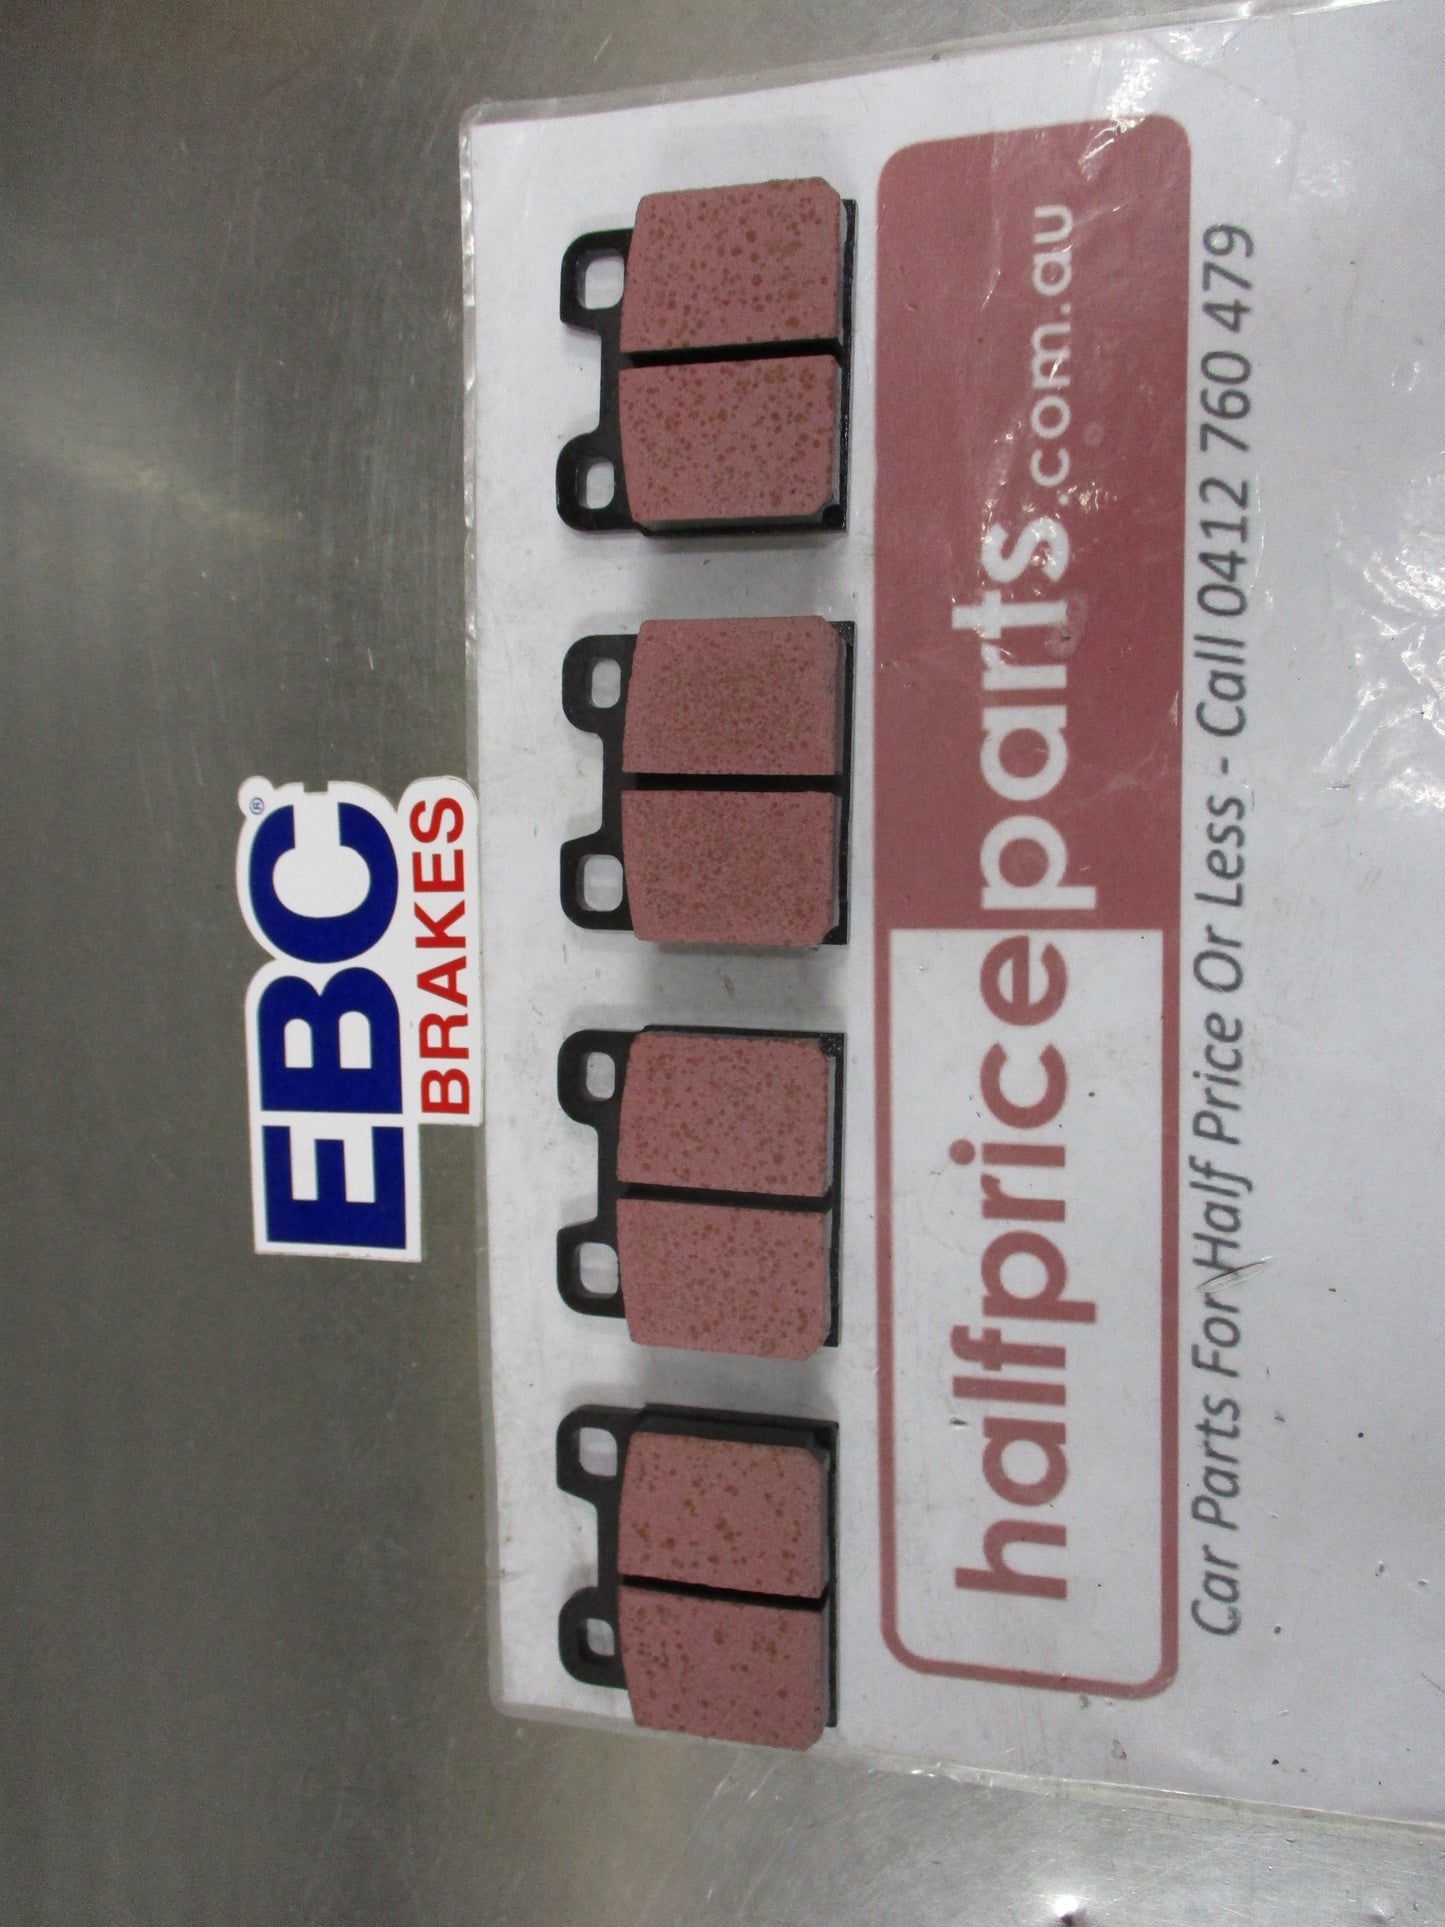 EBC®
BRAKES
halfpriceparts.com.au
Car Parts For Half Price Or Less - Call 0412 760 479